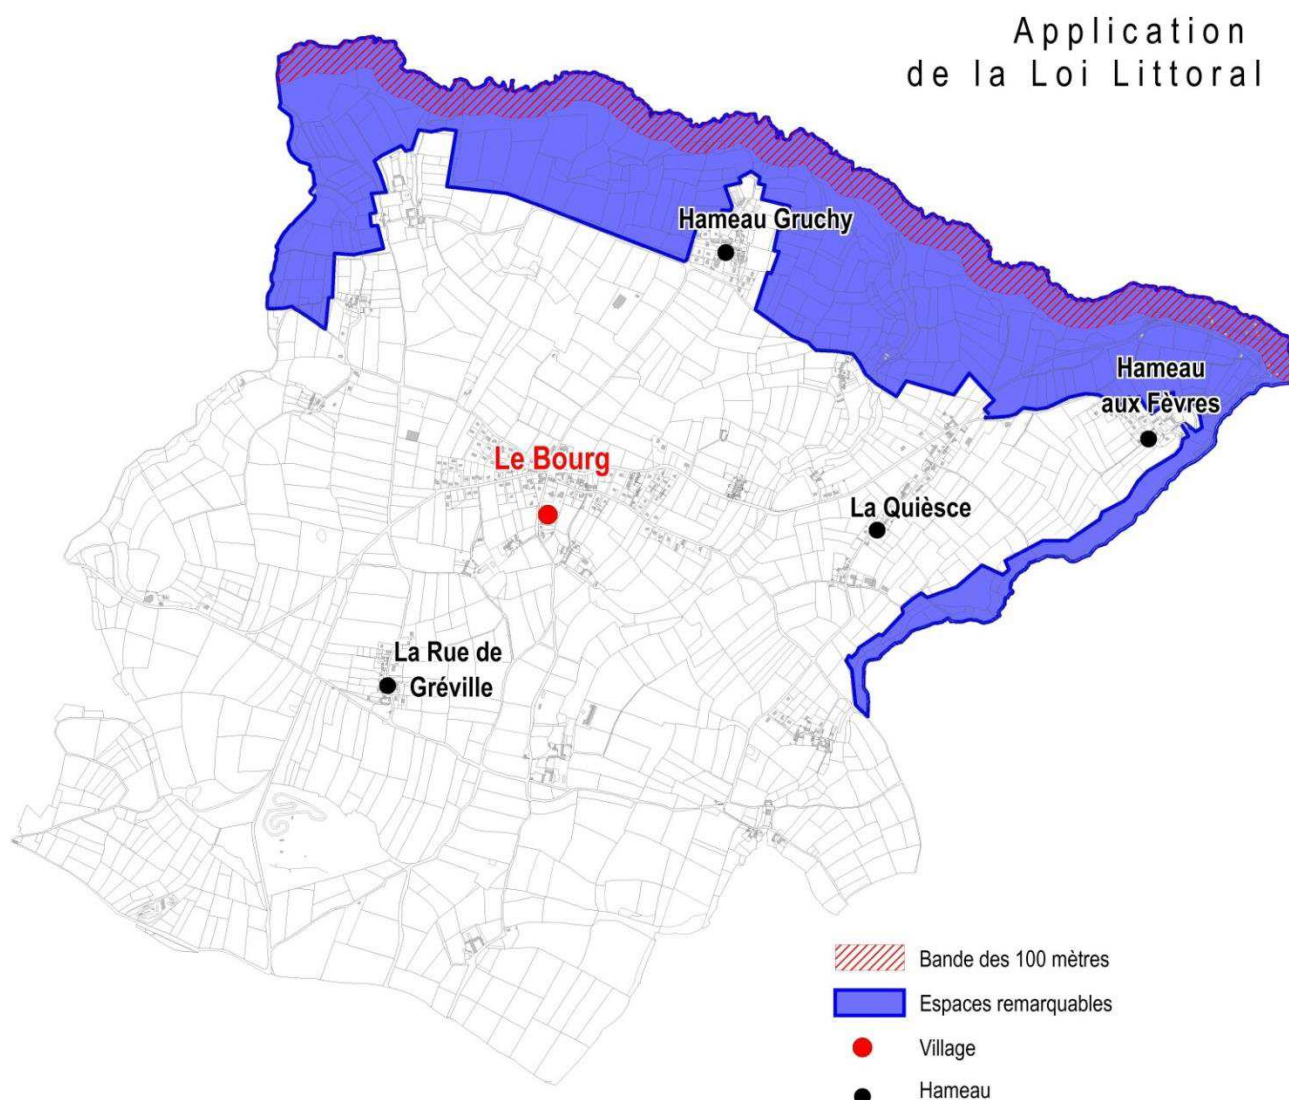 Application
de la Loi Littoral
Hameau Gruchy
Hameau
aux Fèvres
Le Bourg
La Quièsce
La Rue de
Gréville
Bande des 100 mètres
Espaces remarquables
Village
Hameau